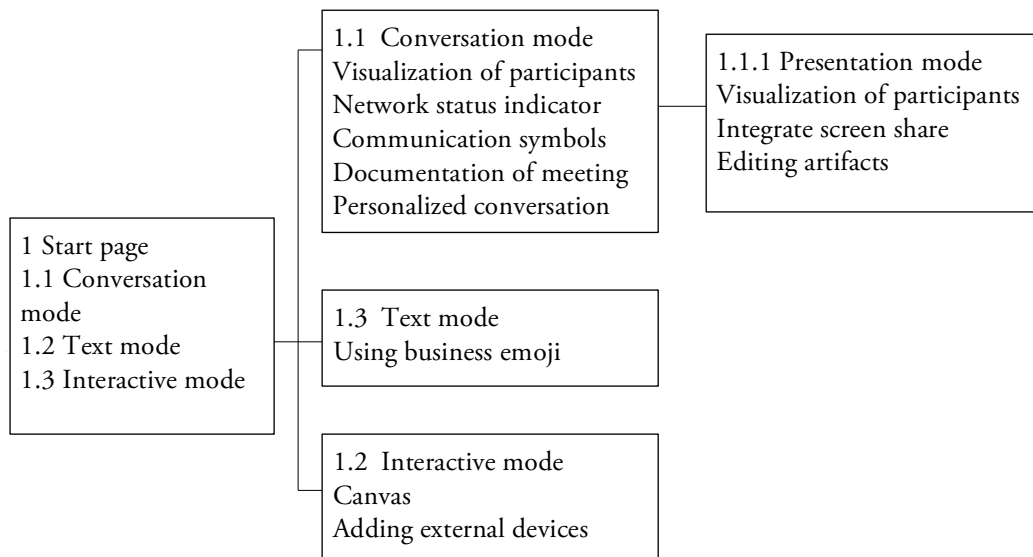 1 Start page
1.1 Conversation
mode
1.2 Text mode
1.3 Interactive mode
1.1 Conversation mode
Visualization of participants
Network status indicator
Communication symbols
Documentation of meeting
Personalized conversation
1.1.1 Presentation mode
Visualization of participants
Integrate screen share
Editing artifacts
1.3 Text mode
Using business emoji
1.2 Interactive mode
Canvas
Adding external devices